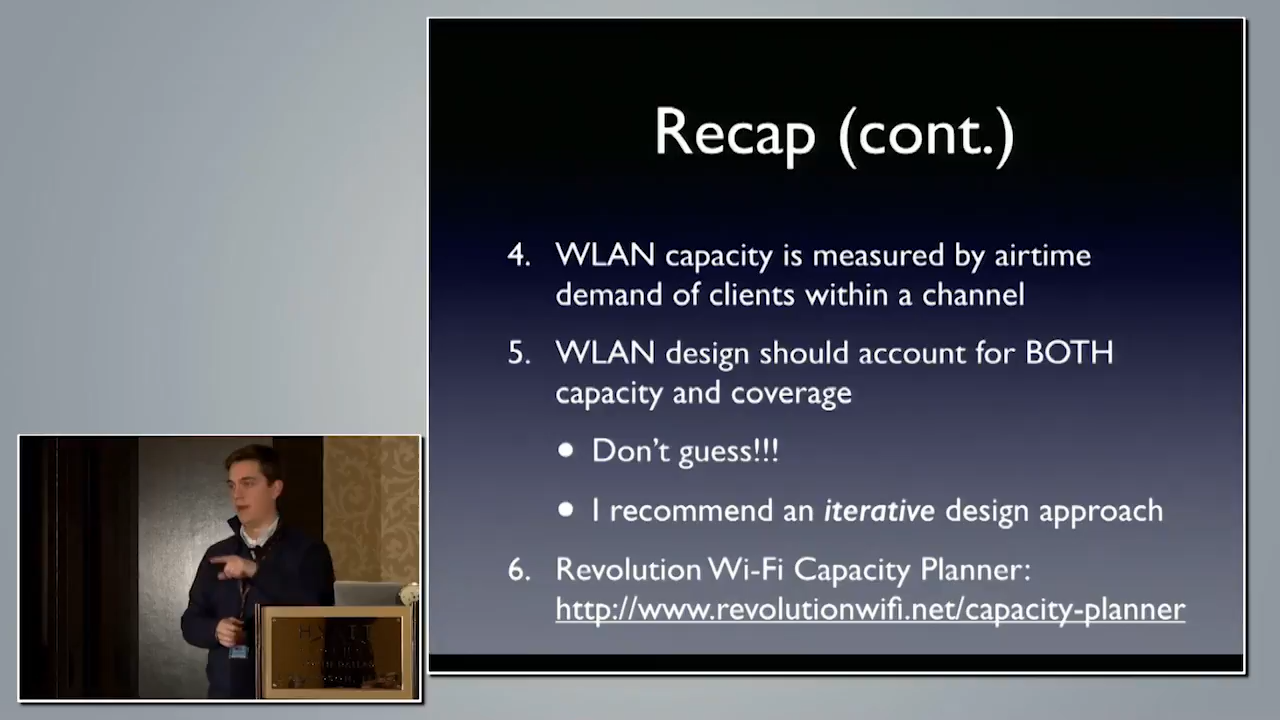 Recap (cont.)
4. WLAN capacity is measured by airtime
demand of clients within a channel
5. WLAN design should account for BOTH
capacity and coverage
• Don't guess!!!
• I recommend an iterative design approach
6. Revolution Wi-Fi Capacity Planner:
http://www.revolutionwifi.net/capacity-planner
HYATT